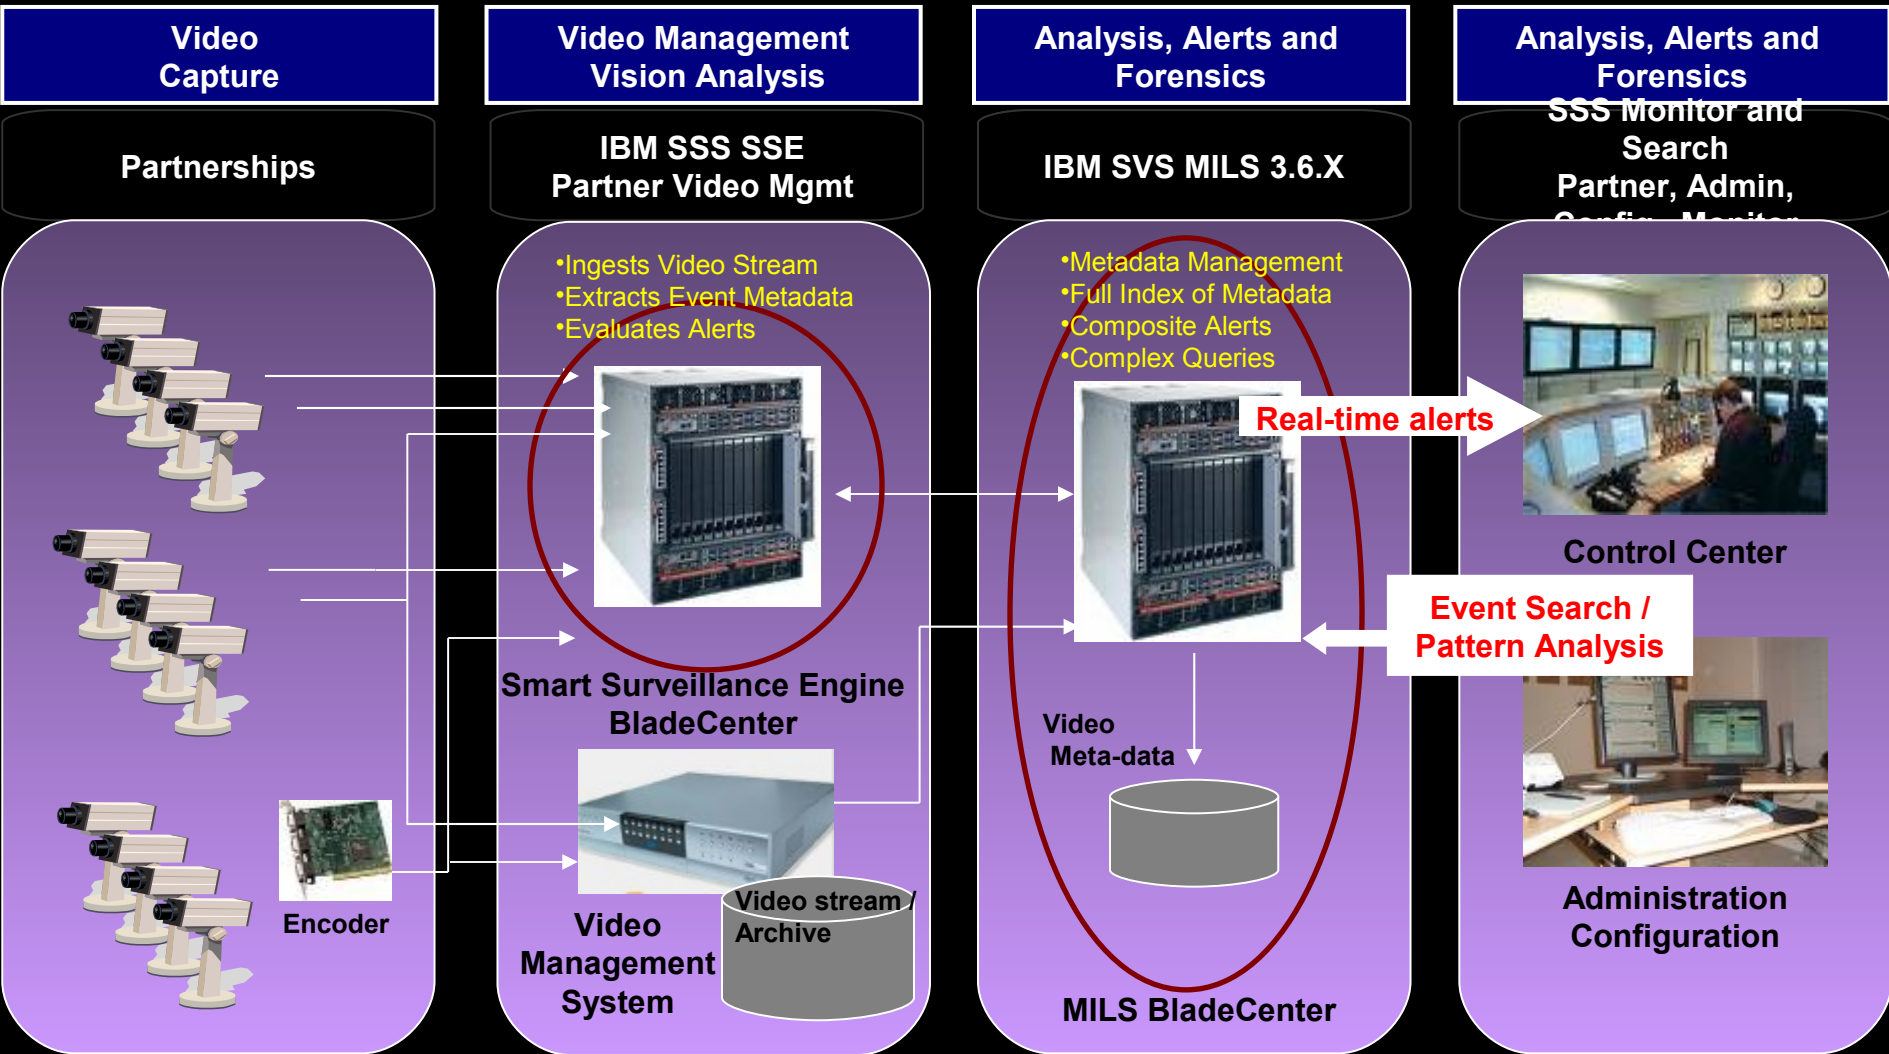 Video
Capture
Video Management
Vision Analysis
Analysis, Alerts and
Forensics
Analysis, Alerts and
Forensics
Partnerships
IBM SSS SSE
Partner Video Mgmt
IBM SVS MILS 3.6.X
SSS Monitor and
Search
Partner, Admin,
Config., Monitor
•Ingests Video Stream
•Extracts Event Metadata
•Evaluates Alerts
•Metadata Management
•Full Index of Metadata
•Composite Alerts
•Complex Queries
Real-time alerts
Control Center
Event Search /
Pattern Analysis
Smart Surveillance Engine
BladeCenter
Video
Meta-data
Encoder
Video
Management
System
Video stream /
Archive
MILS BladeCenter
Administration
Configuration